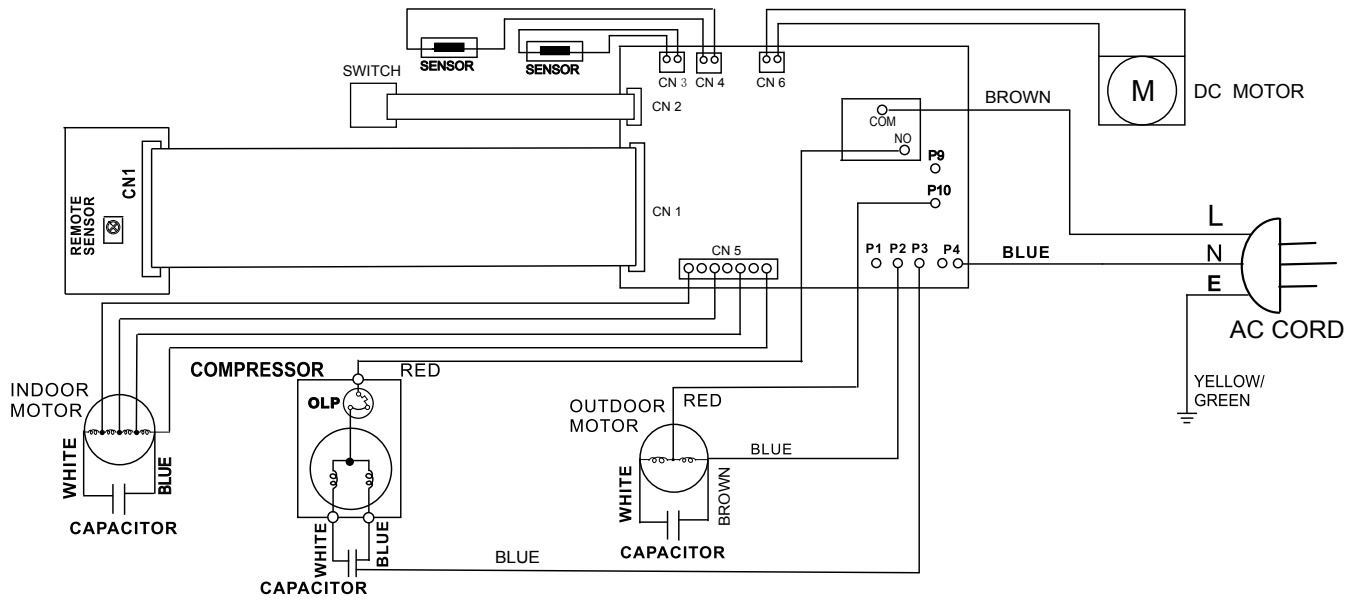 SENSOR
SENSOR
SWITCH
CN 3
CN 4
CN 6
CN 2
BROWN
M
DC MOTOR
COM
NO
P9
P10
CN1
REMOTE
SENSOR
CN 1
CN 5
P1
P2
P3
P4
BLUE
L
N
E
AC CORD
YELLOW/
GREEN
COMPRESSOR
RED
OLP
INDOOR
MOTOR
WHITE
BLUE
CAPACITOR
OUTDOOR
MOTOR
RED
BLUE
WHITE
BROWN
CAPACITOR
WHITE
BLUE
BLUE
CAPACITOR